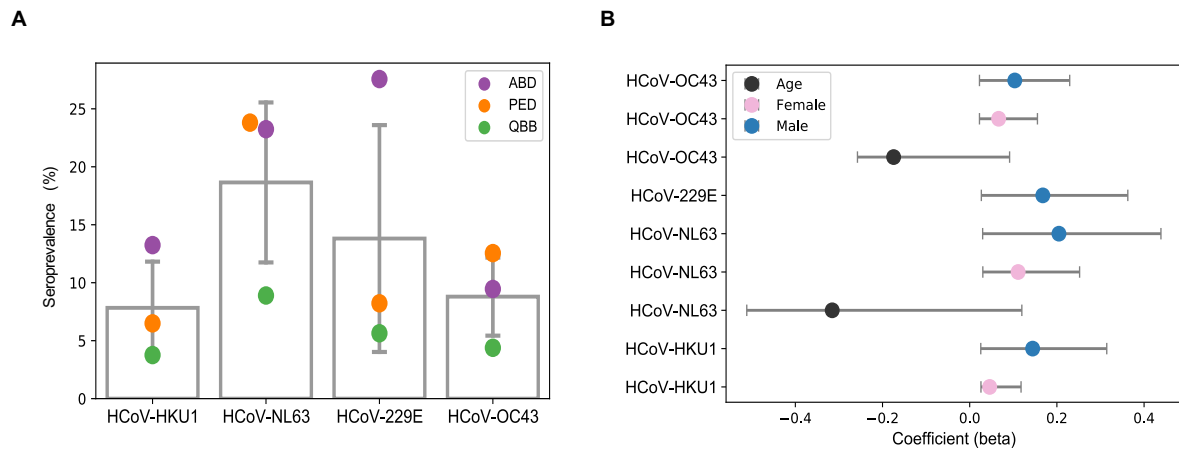 A
ABD
PED
QBB
Seroprevalence (%)
25
20
15
10
5
0
HCoV-HKU1 HCoV-NL63 HCoV-229E HCoV-OC43
B
Age
Female
Male
HCoV-OC43
HCoV-OC43
HCoV-OC43
HCoV-229E
HCoV-NL63
HCoV-NL63
HCoV-NL63
HCoV-HKU1
HCoV-HKU1
−0.4 −0.2 0.0 0.2 0.4
Coefficient (beta)